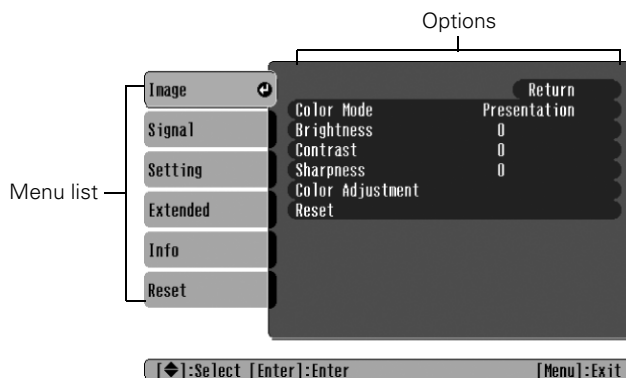 Options
Menu list
Image
Signal
Setting
Extended
Info
Reset
Return
Color Mode Presentation
Brightness 0
Contrast 0
Sharpness 0
Color Adjustment
Reset
[◆]:Select [Enter]:Enter [Menu]:Exit